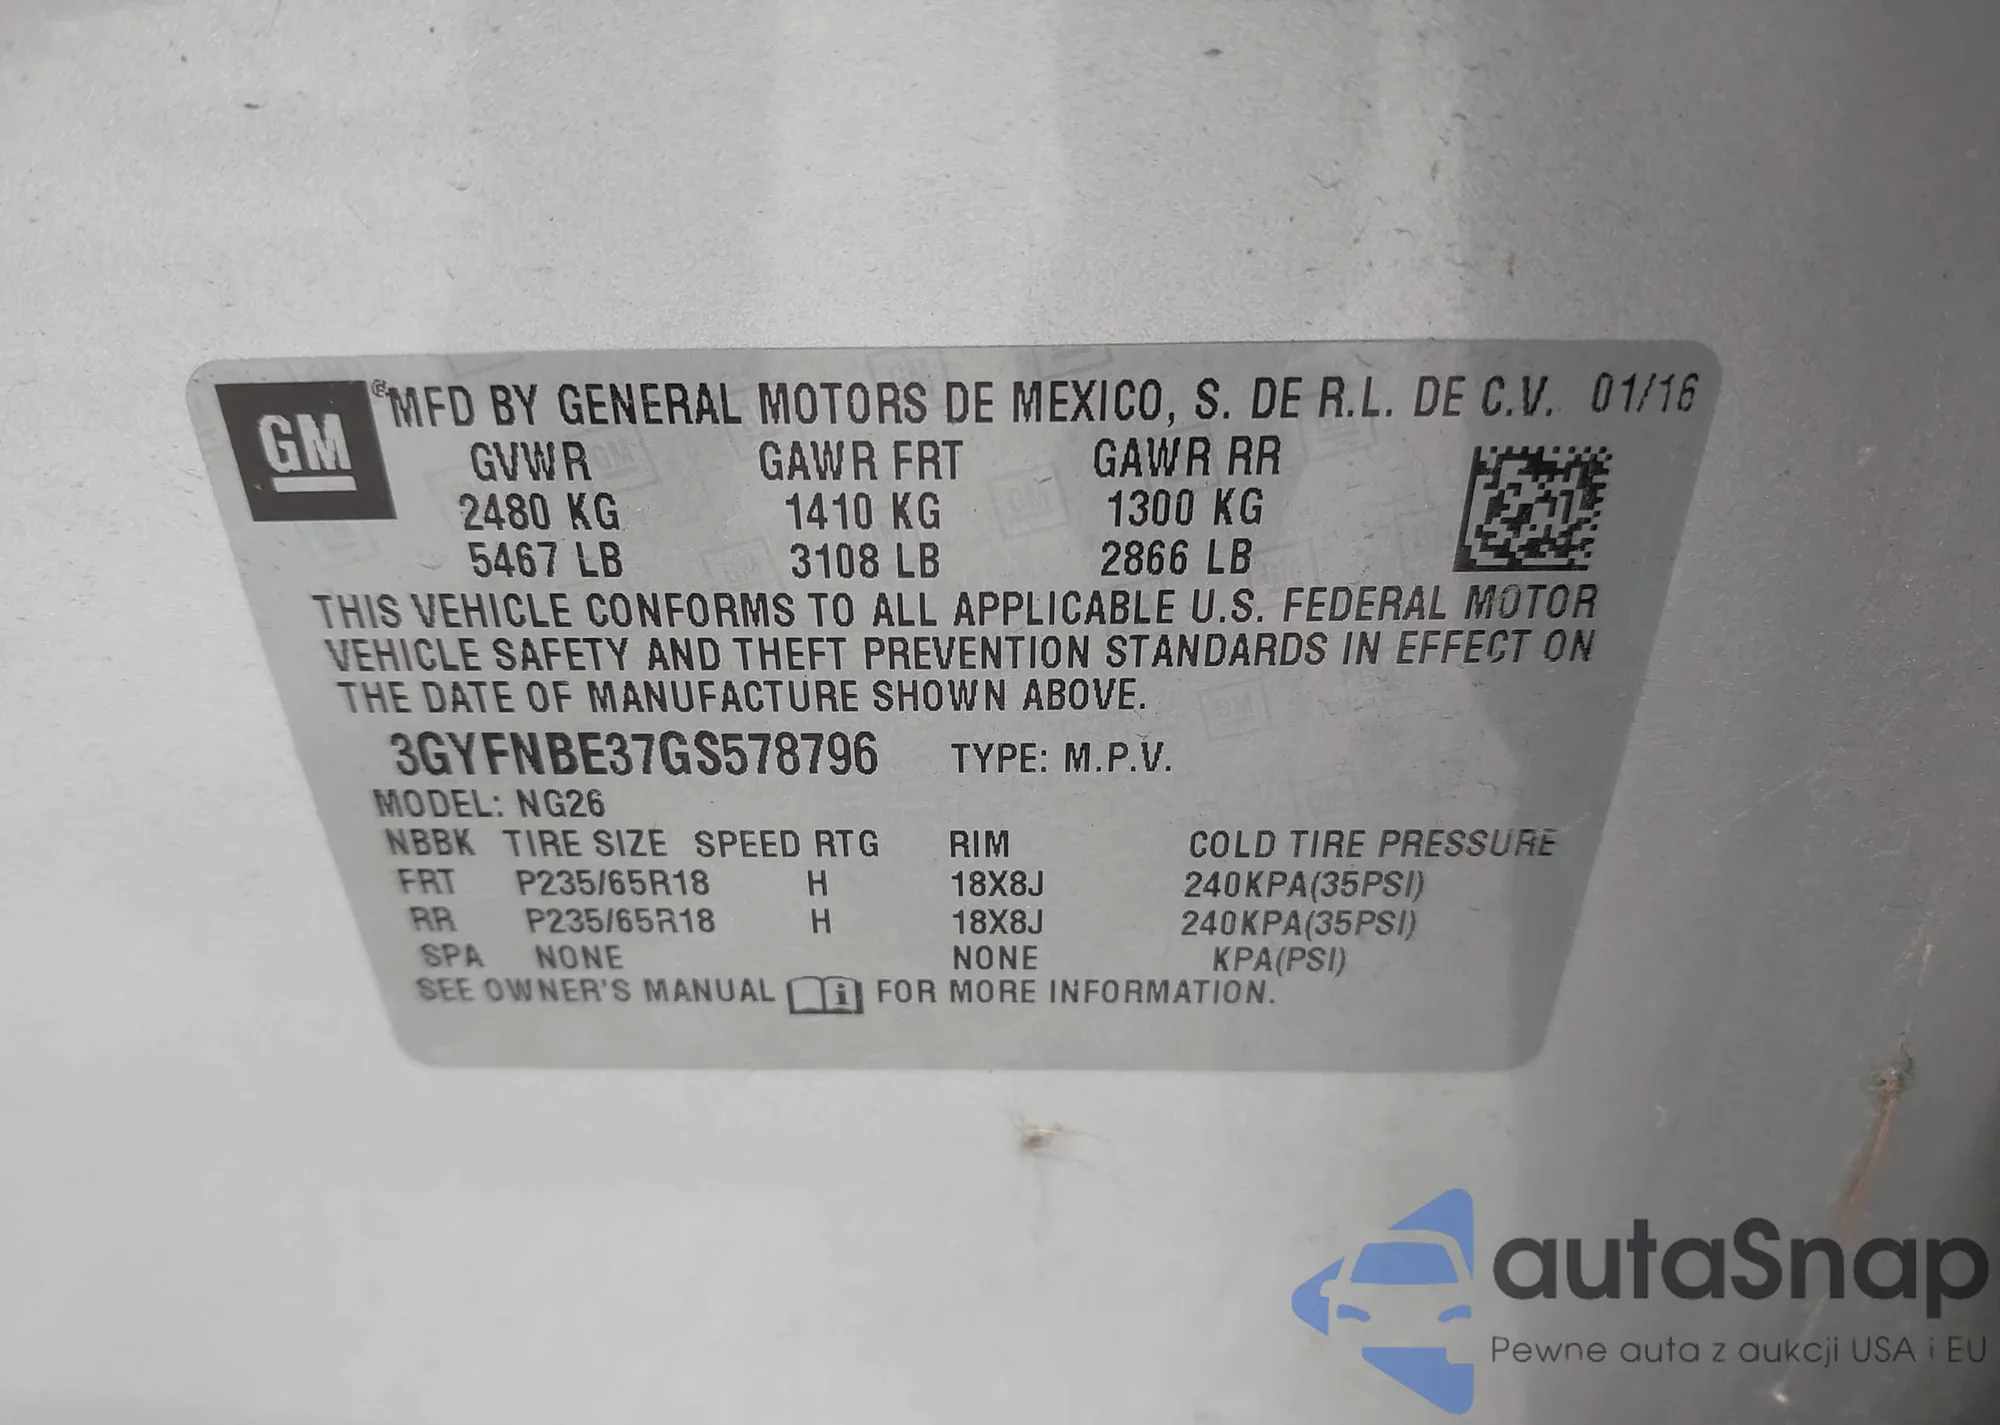 GM
®MFD BY GENERAL MOTORS DE MEXICO, S. DE R.L. DE C.V. 01/16
GVWR GAWR FRT GAWR RR
2480 KG 1410 KG 1300 KG
5467 LB 3108 LB 2866 LB
THIS VEHICLE CONFORMS TO ALL APPLICABLE U.S. FEDERAL MOTOR
VEHICLE SAFETY AND THEFT PREVENTION STANDARDS IN EFFECT ON
THE DATE OF MANUFACTURE SHOWN ABOVE.
3GYFNBE37GS578796 TYPE: M.P.V.
MODEL: NG26
NBBK TIRE SIZE SPEED RTG RIM COLD TIRE PRESSURE
FRT P235/65R18 H 18X8J 240KPA(35PSI)
RR P235/65R18 H 18X8J 240KPA(35PSI)
SPA NONE NONE KPA(PSI)
SEE OWNER'S MANUAL i FOR MORE INFORMATION.
autaSnap
Pewne auta z aukcji USA i EU